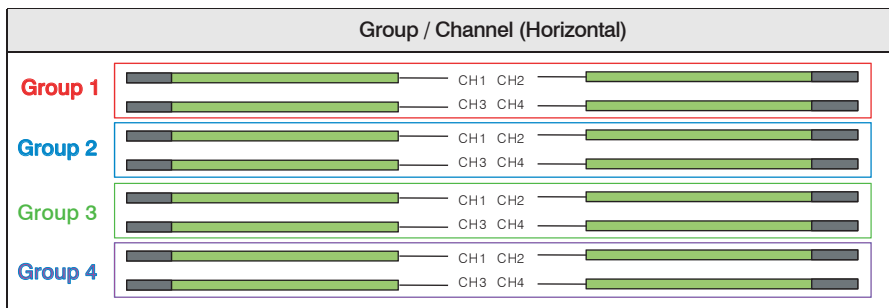 Group / Channel (Horizontal)
Group 1
CH1 CH2
CH3 CH4
Group 2
CH1 CH2
CH3 CH4
Group 3
CH1 CH2
CH3 CH4
Group 4
CH1 CH2
CH3 CH4